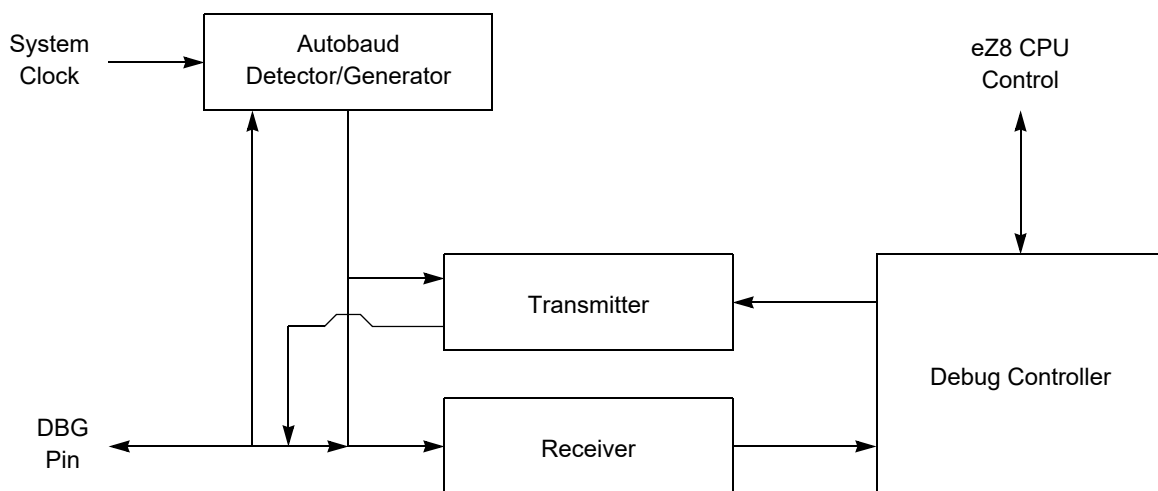 System
Clock
Autobaud
Detector/Generator
eZ8 CPU
Control
Transmitter
Debug Controller
DBG
Pin
Receiver